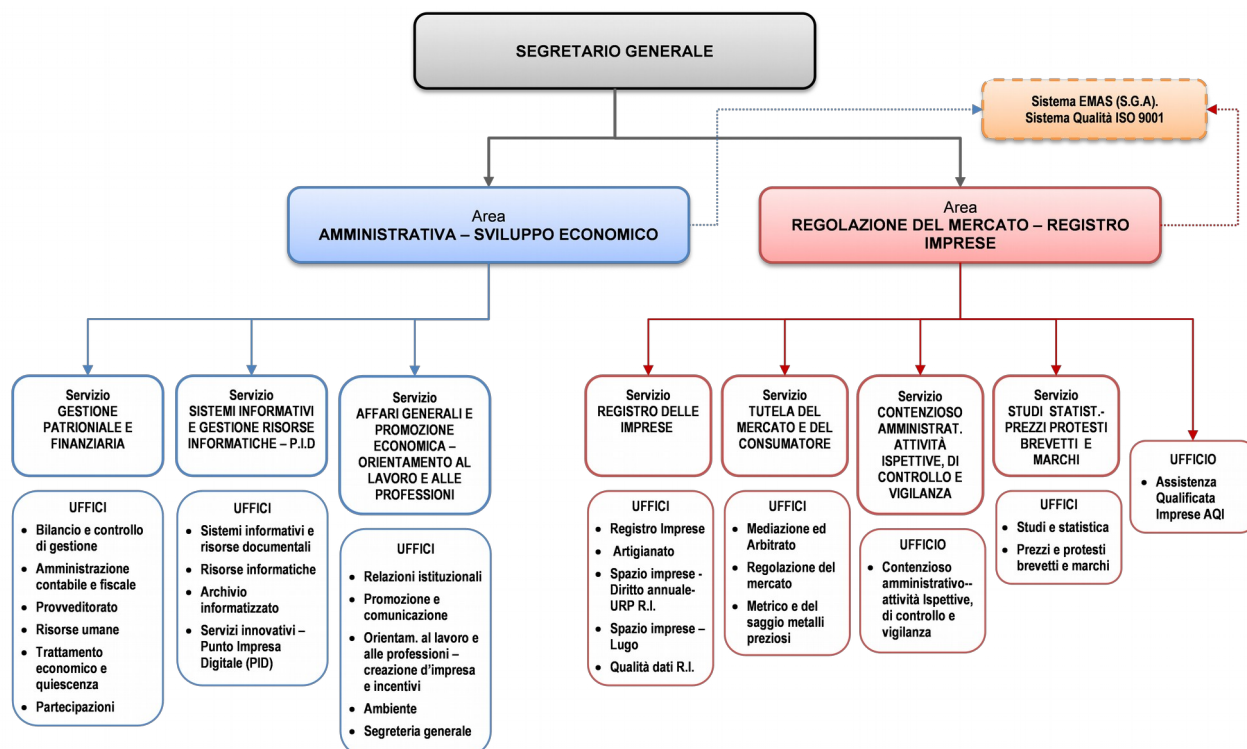 SEGRETARIO GENERALE
Sistema EMAS (S.G.A).
Sistema Qualità ISO 9001
Area
AMMINISTRATIVA – SVILUPPO ECONOMICO
Area
REGOLAZIONE DEL MERCATO – REGISTRO
IMPRESE
Servizio
GESTIONE
PATRIONIALE E
FINANZIARIA
Servizio
SISTEMI INFORMATIVI
E GESTIONE RISORSE
INFORMATICHE – P.I.D
Servizio
AFFARI GENERALI E
PROMOZIONE
ECONOMICA –
ORIENTAMENTO AL
LAVORO E ALLE
PROFESSIONI
Servizio
REGISTRO DELLE
IMPRESE
Servizio
TUTELA DEL
MERCATO E DEL
CONSUMATORE
Servizio
CONTENZIOSO
AMMINISTRAT.
ATTIVITÀ
ISPETTIVE, DI
CONTROLLO E
VIGILANZA
Servizio
STUDI STATIST.-
PREZZI PROTESTI
BREVETTI E
MARCHI
UFFICIO
• Assistenza
Qualificata
Imprese AQI
UFFICI
• Bilancio e controllo
di gestione
• Amministrazione
contabile e fiscale
• Provveditorato
• Risorse umane
• Trattamento
economico e
quiescenza
• Partecipazioni
UFFICI
• Sistemi informativi e
risorse documentali
• Risorse informatiche
• Archivio
informatizzato
• Servizi innovativi –
Punto Impresa
Digitale (PID)
UFFICI
• Relazioni istituzionali
• Promozione e
comunicazione
• Orientam. al lavoro e
alle professioni –
creazione d'impresa
e incentivi
• Ambiente
• Segreteria generale
UFFICI
• Registro Imprese
• Artigianato
• Spazio imprese -
Diritto annuale-
URP R.I.
• Spazio imprese –
Lugo
• Qualità dati R.I.
UFFICI
• Mediazione ed
Arbitrato
• Regolazione del
mercato
• Metrico e del
saggio metalli
preziosi
UFFICIO
• Contenzioso
amministrativo--
attività Ispettive,
di controllo e
vigilanza
UFFICI
• Studi e statistica
• Prezzi e protesti
brevetti e marchi